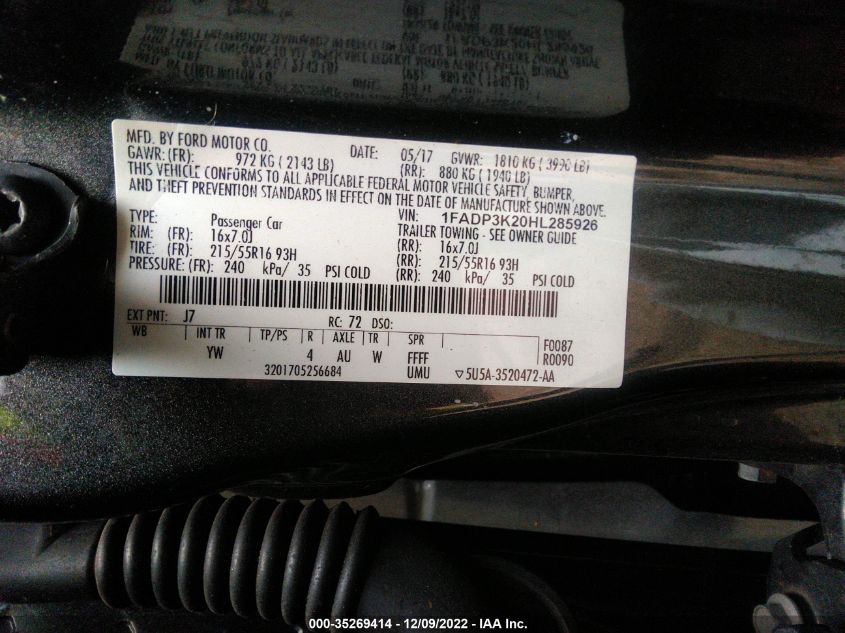 MFD. BY FORD MOTOR CO.
DATE: 05/17 GVWR: 1810 KG ( 3990 LB)
GAWR: (FR): 972 KG ( 2143 LB) (RR): 880 KG ( 1940 LB)
THIS VEHICLE CONFORMS TO ALL APPLICABLE FEDERAL MOTOR VEHICLE SAFETY, BUMPER,
AND THEFT PREVENTION STANDARDS IN EFFECT ON THE DATE OF MANUFACTURE SHOWN ABOVE.
VIN: 1FADP3K20HL285926
TYPE: Passenger Car TRAILER TOWING - SEE OWNER GUIDE
RIM: (FR): 16x7.0J (RR): 16x7.0J
TIRE: (FR): 215/55R16 93H (RR): 215/55R16 93H
PRESSURE: (FR): 240 kPa/ 35 PSI COLD (RR): 240 kPa/ 35 PSI COLD
EXT PNT: J7 RC: 72 DSO:
WB INT TR TP/PS R AXLE TR SPR F0087
YW 4 AU W FFFF R0090
3201705256684 UMU ▽5U5A-3520472-AA
000-35269414 - 12/09/2022 - IAA Inc.